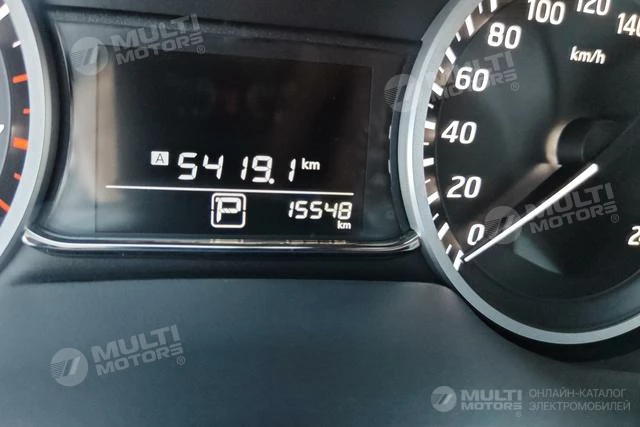 100
120
140
80
km/h
60
40
20
0
2
A 5419.1 km
P
15548
km
MULTI
MOTORS
MULTI
MOTORS
MULTI
MOTORS
MULTI
MOTORS
MULTI
MOTORS
ОНЛАЙН-КАТАЛОГ
ЭЛЕКТРОМОБИЛЕЙ